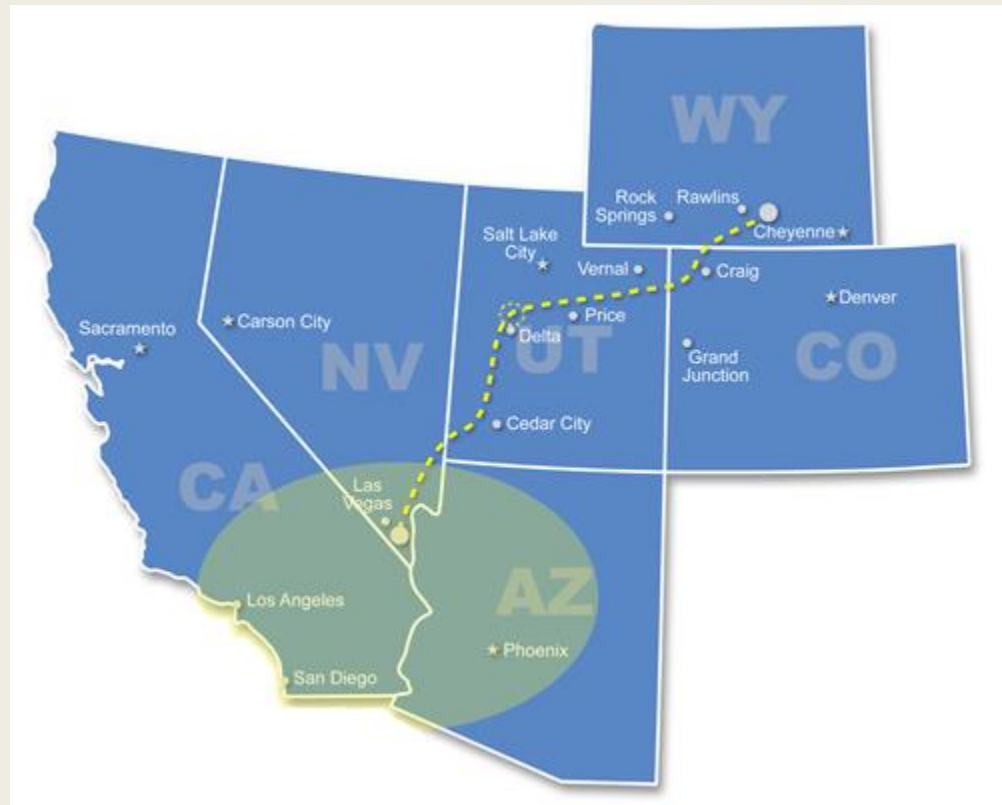 WY
Rock
Springs
Rawlins
Cheyenne
Salt Lake
City
Vernal
Craig
Denver
Sacramento
Carson City
Price
Delta
NV
UT
Grand
Junction
CO
Cedar City
CA
Las
Vegas
AZ
Los Angeles
Phoenix
San Diego